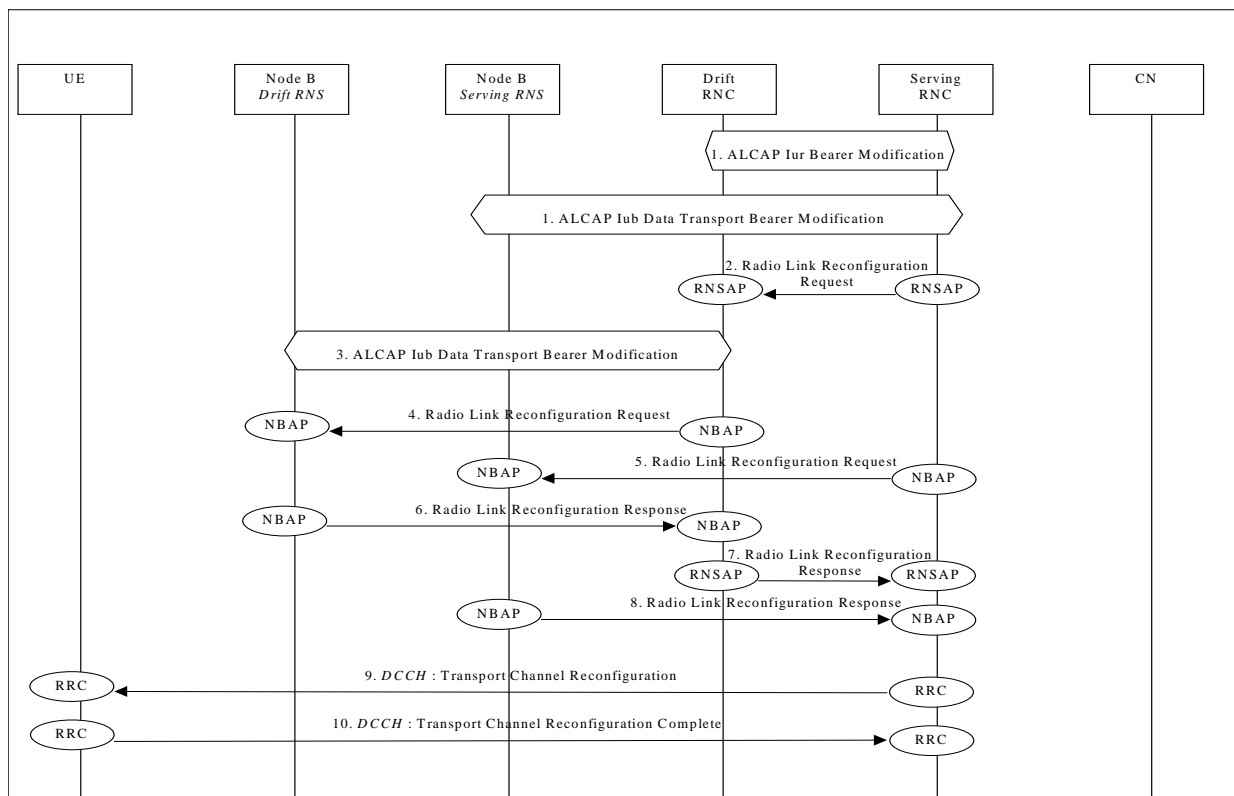 UE
Node B
Drift RNS
Node B
Serving RNS
Drift
RNC
Serving
RNC
CN
1. ALCAP Iur Bearer Modification
1. ALCAP Iub Data Transport Bearer Modification
2. Radio Link Reconfiguration
Request
RNSAP
RNSAP
3. ALCAP Iub Data Transport Bearer Modification
4. Radio Link Reconfiguration Request
NBAP
NBAP
5. Radio Link Reconfiguration Request
NBAP
NBAP
6. Radio Link Reconfiguration Response
NBAP
NBAP
7. Radio Link Reconfiguration
Response
RNSAP
RNSAP
8. Radio Link Reconfiguration Response
NBAP
NBAP
9. DCCH : Transport Channel Reconfiguration
RRC
RRC
10. DCCH : Transport Channel Reconfiguration Complete
RRC
RRC